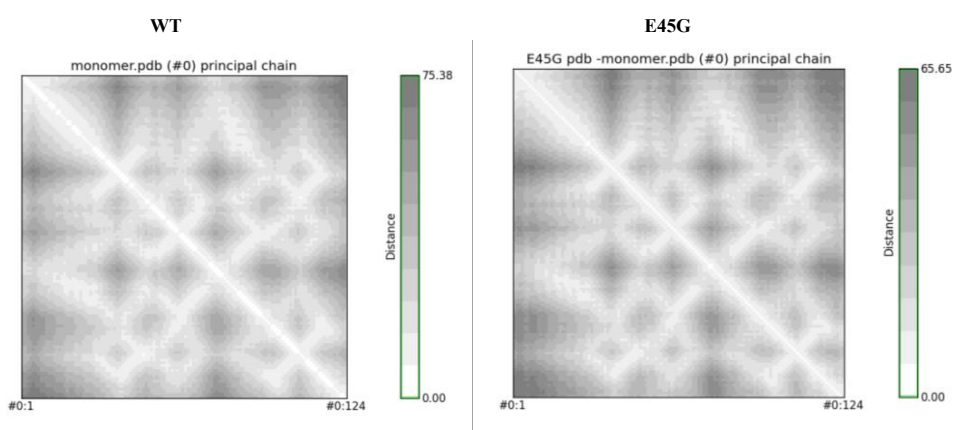 WT
monomer.pdb (#0) principal chain
75.38
Distance
0.00
#0:1
#0:124
E45G
E45G pdb -monomer.pdb (#0) principal chain
65.65
Distance
0.00
#0:1
#0:124